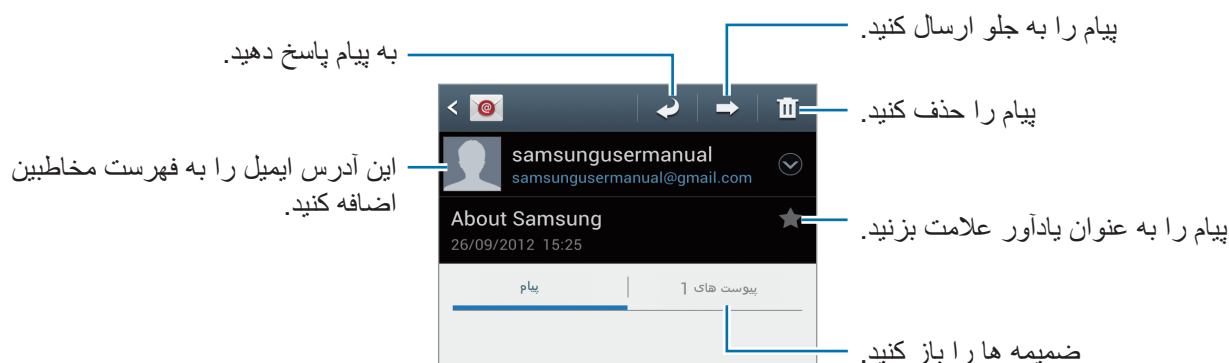 پیام را به جلو ارسال کنید.
به پیام پاسخ دهید.
پیام را حذف کنید.
samsungusermanual
samsungusermanual@gmail.com
این آدرس ایمیل را به فهرست مخاطبین
اضافه کنید.
About Samsung
26/09/2012 15:25
پیام را به عنوان یادآور علامت بزنید.
پیام
پیوست های 1
ضمیمه ها را باز کنید.